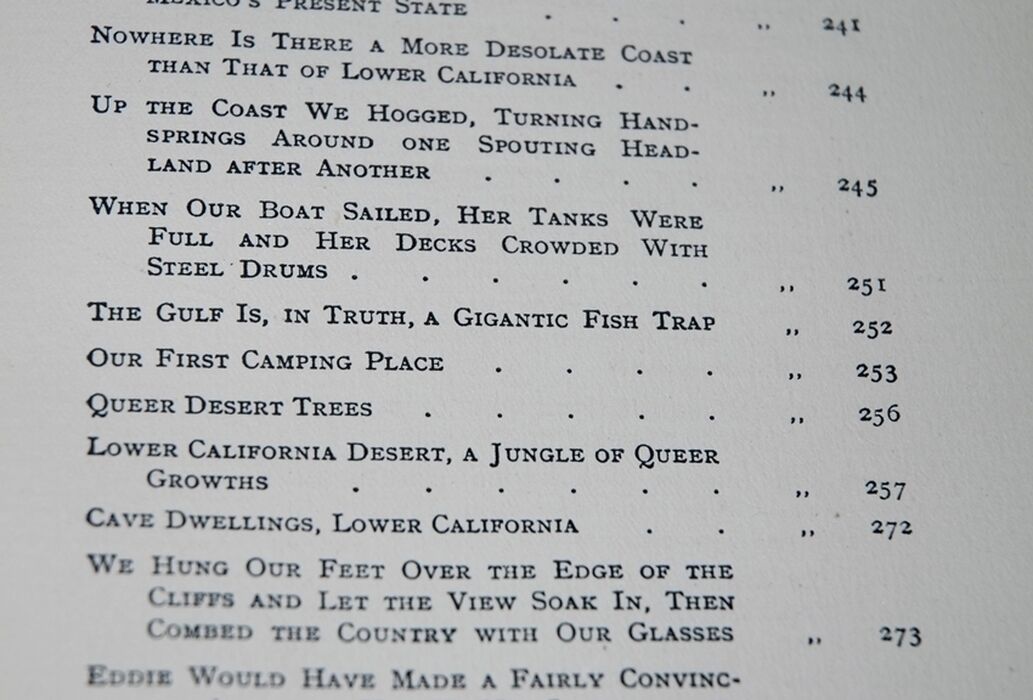 Mexico's Present State . . . ,, 241
Nowhere Is There a More Desolate Coast
than That of Lower California . . ,, 244
Up the Coast We Hogged, Turning Hand-
springs Around one Spouting Head-
land after Another . . . . ,, 245
When Our Boat Sailed, Her Tanks Were
Full and Her Decks Crowded With
Steel Drums . . . . . . ,, 251
The Gulf Is, in Truth, a Gigantic Fish Trap ,, 252
Our First Camping Place . . . . ,, 253
Queer Desert Trees . . . . . ,, 256
Lower California Desert, a Jungle of Queer
Growths . . . . . . ,, 257
Cave Dwellings, Lower California . . ,, 272
We Hung Our Feet Over the Edge of the
Cliffs and Let the View Soak In, Then
Combed the Country with Our Glasses ,, 273
Eddie Would Have Made a Fairly Convinc-